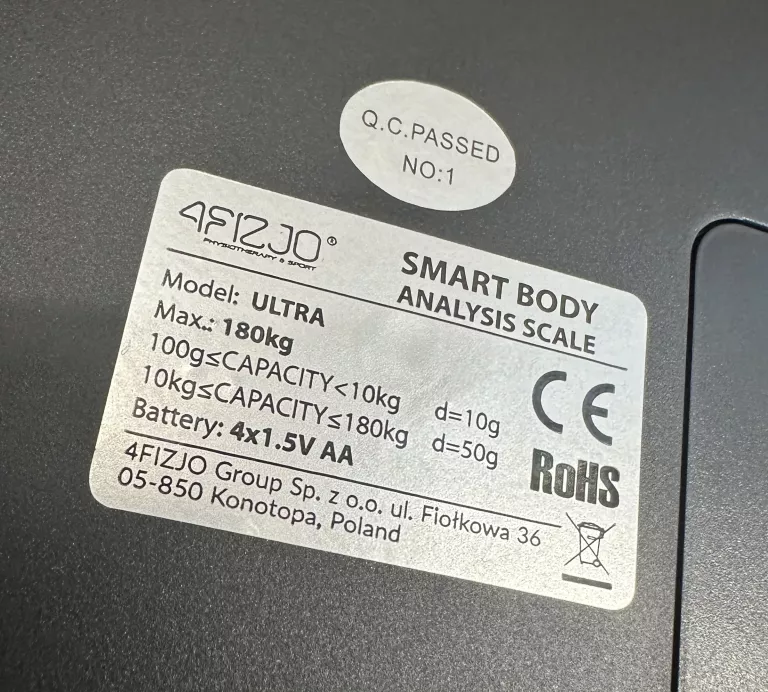 Q.C.PASSED
NO:1
4FIZJO®
PHYSIOTHERAPY & SPORT
SMART BODY
ANALYSIS SCALE
Model: ULTRA
Max.: 180kg
100g≤CAPACITY<10kg d=10g
10kg≤CAPACITY≤180kg d=50g
Battery: 4x1.5V AA
CE
RoHS
4FIZJO Group Sp. z o.o. ul. Fiołkowa 36
05-850 Konotopa, Poland